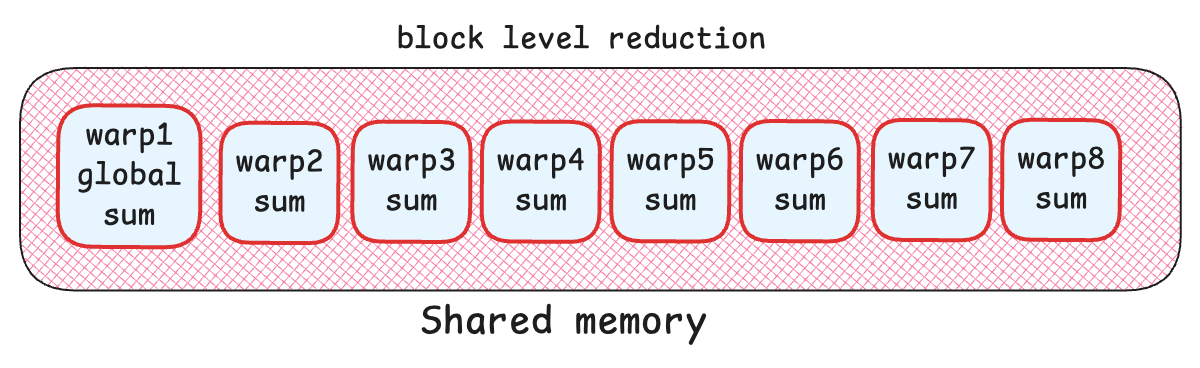 block level reduction
warp1
global
sum
warp2
sum
warp3
sum
warp4
sum
warp5
sum
warp6
sum
warp7
sum
warp8
sum
Shared memory